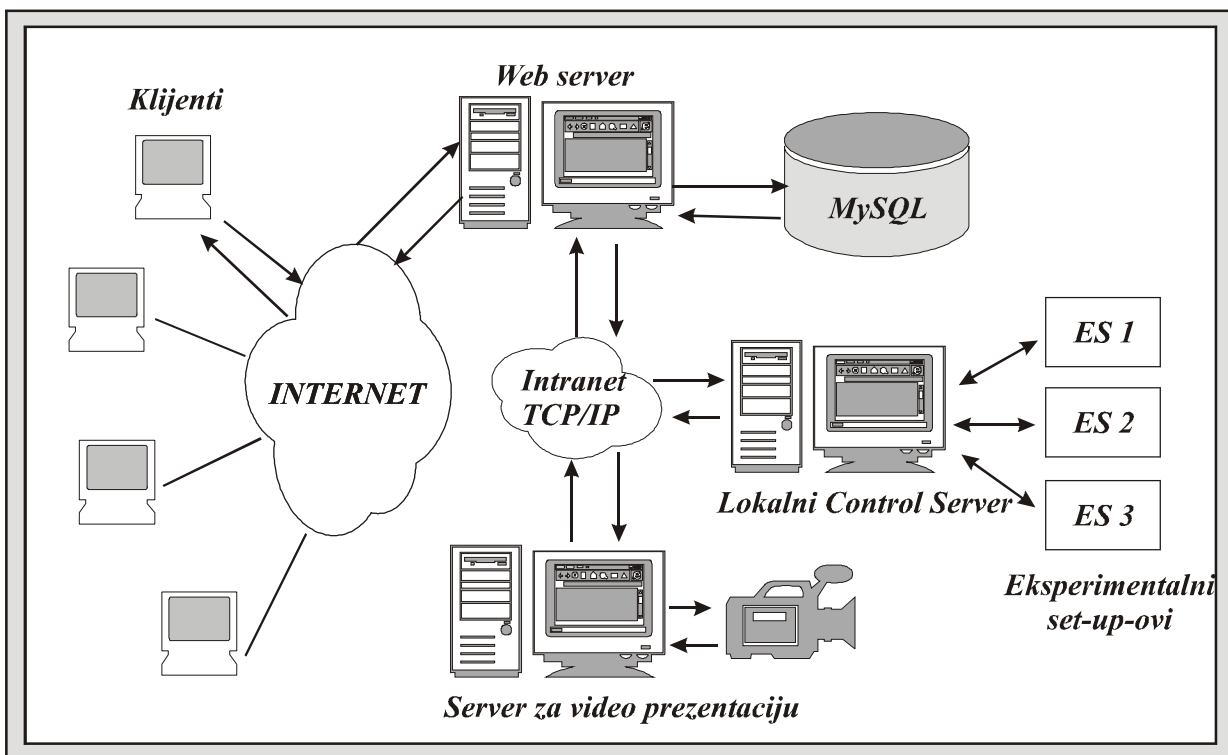 Web server
Klijenti
MySQL
INTERNET
Intranet
TCP/IP
ES 1
ES 2
ES 3
Lokalni Control Server
Eksperimentalni
set-up-ovi
Server za video prezentaciju